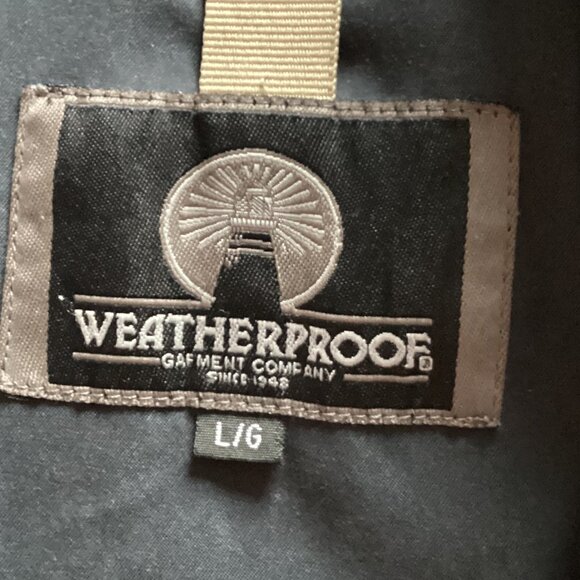 WEATHERPROOF®
GARMENT COMPANY
SINCE 1948
L/G